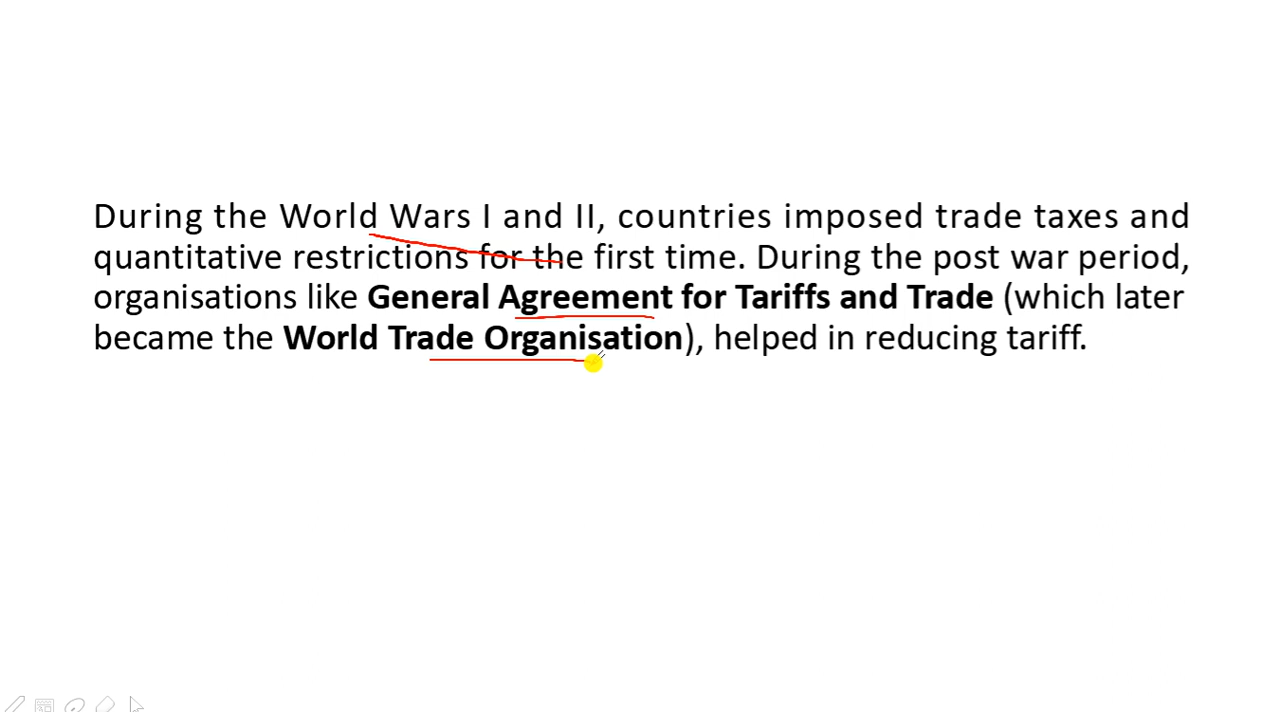 During the World Wars I and II, countries imposed trade taxes and
quantitative restrictions for the first time. During the post war period,
organisations like General Agreement for Tariffs and Trade (which later
became the World Trade Organisation), helped in reducing tariff.